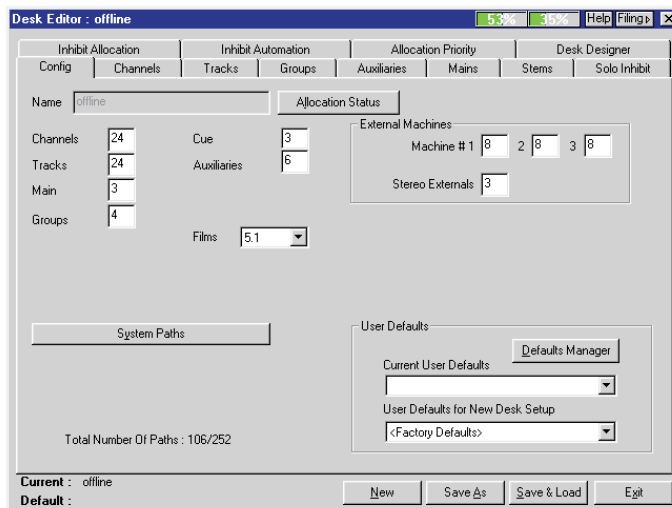 Desk Editor : offline 53% 35% Help Filing
Inhibit Allocation Inhibit Automation Allocation Priority Desk Designer
Config Channels Tracks Groups Auxiliaries Mains Stems Solo Inhibit
Name offline Allocation Status
External Machines
Channels 24 Cue 3 Machine # 1 8 2 8 3 8
Tracks 24 Auxiliaries 6
Main 3 Stereo Externals 3
Groups 4
Films 5.1
System Paths User Defaults
Defaults Manager
Current User Defaults
User Defaults for New Desk Setup
Total Number Of Paths : 106/252 <Factory Defaults>
Current : offline
Default :
New Save As Save & Load Exit